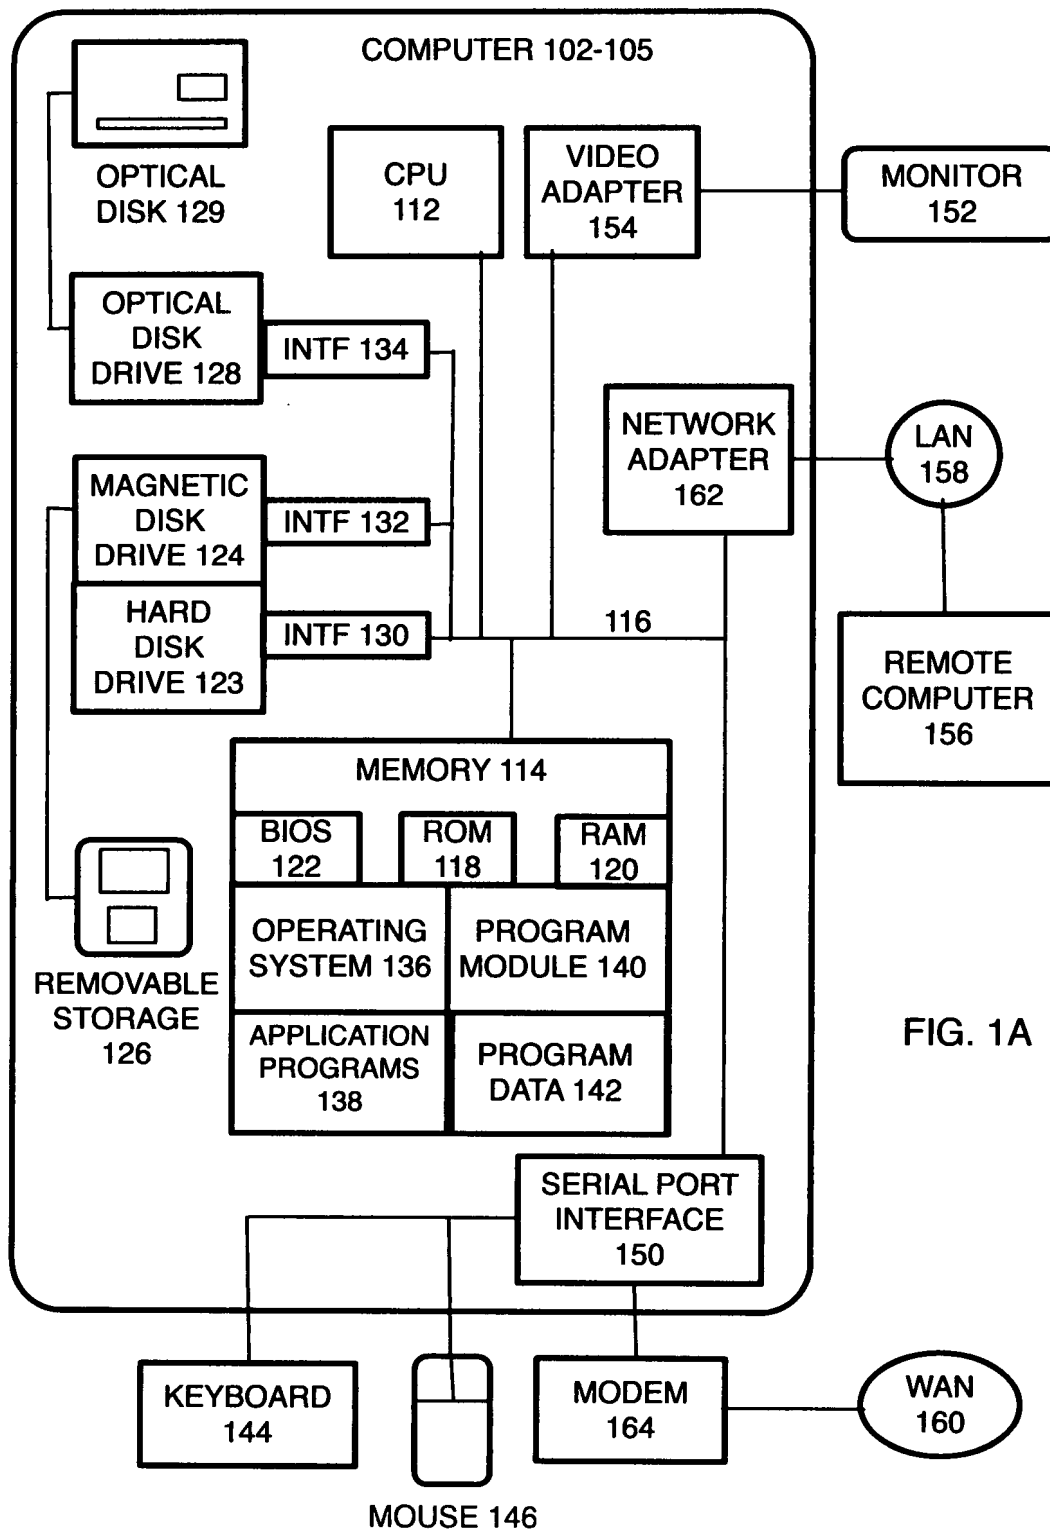 COMPUTER 102-105
OPTICAL
DISK 129
CPU
112
VIDEO
ADAPTER
154
MONITOR
152
OPTICAL
DISK
DRIVE 128
INTF 134
NETWORK
ADAPTER
162
LAN
158
MAGNETIC
DISK
DRIVE 124
INTF 132
HARD
DISK
DRIVE 123
INTF 130
116
REMOTE
COMPUTER
156
MEMORY 114
BIOS
122
ROM
118
RAM
120
REMOVABLE
STORAGE
126
OPERATING
SYSTEM 136
PROGRAM
MODULE 140
APPLICATION
PROGRAMS
138
PROGRAM
DATA 142
FIG. 1A
SERIAL PORT
INTERFACE
150
KEYBOARD
144
MOUSE 146
MODEM
164
WAN
160